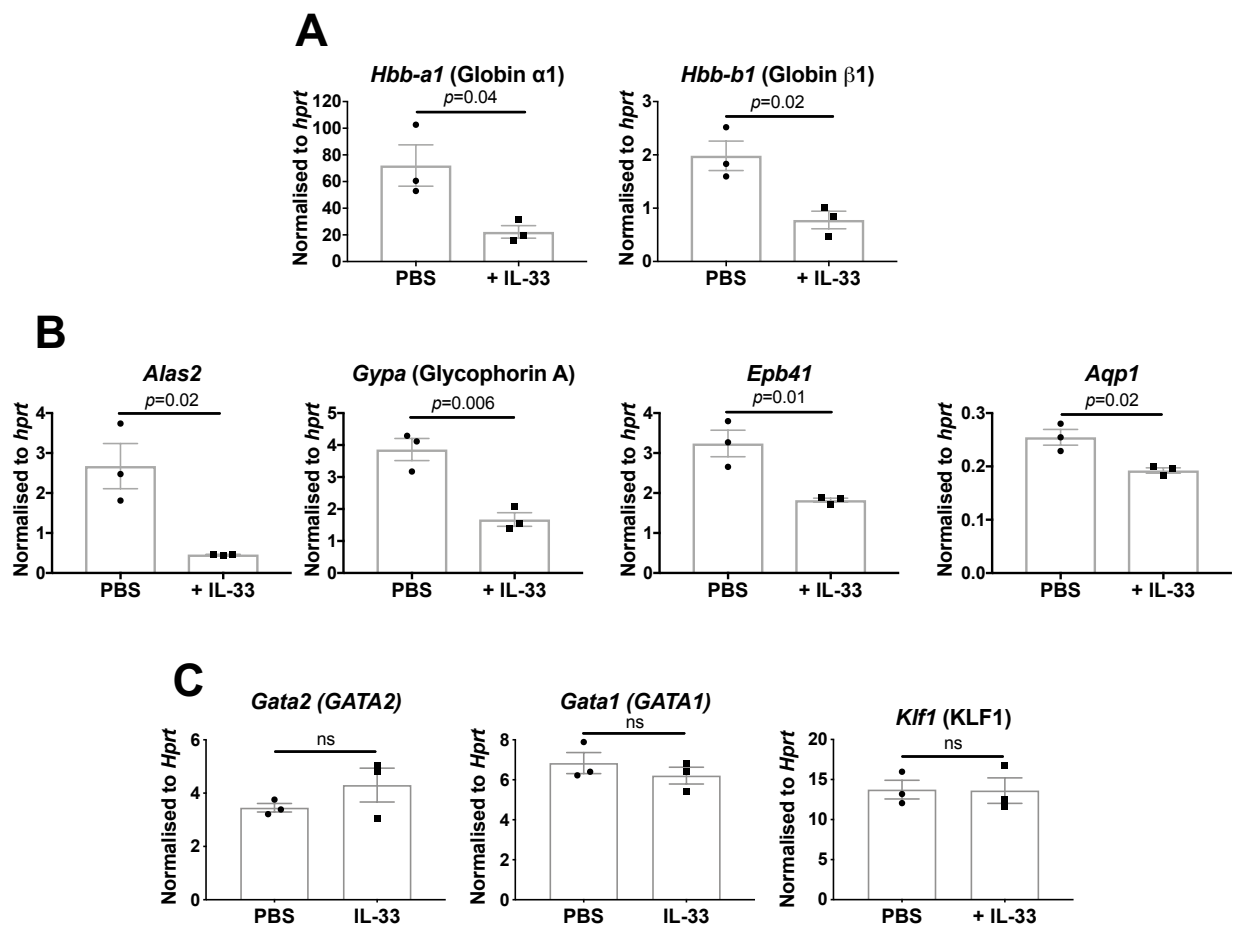 A
Hbb-a1 (Globin α1)
Normalised to hprt
120
100
80
60
40
20
0
p=0.04
PBS
+ IL-33
Hbb-b1 (Globin β1)
Normalised to hprt
3
2
1
0
p=0.02
PBS
+ IL-33
B
Alas2
Normalised to hprt
4
3
2
1
0
p=0.02
PBS
+ IL-33
Gypa (Glycophorin A)
Normalised to hprt
5
4
3
2
1
0
p=0.006
PBS
+ IL-33
Epb41
Normalised to hprt
4
3
2
1
0
p=0.01
PBS
+ IL-33
Aqp1
Normalised to hprt
0.3
0.2
0.1
0.0
p=0.02
PBS
+ IL-33
C
Gata2 (GATA2)
Normalised to Hprt
6
4
2
0
ns
PBS
IL-33
Gata1 (GATA1)
Normalised to Hprt
8
6
4
2
0
ns
PBS
IL-33
Klf1 (KLF1)
Normalised to Hprt
20
15
10
5
0
ns
PBS
+ IL-33